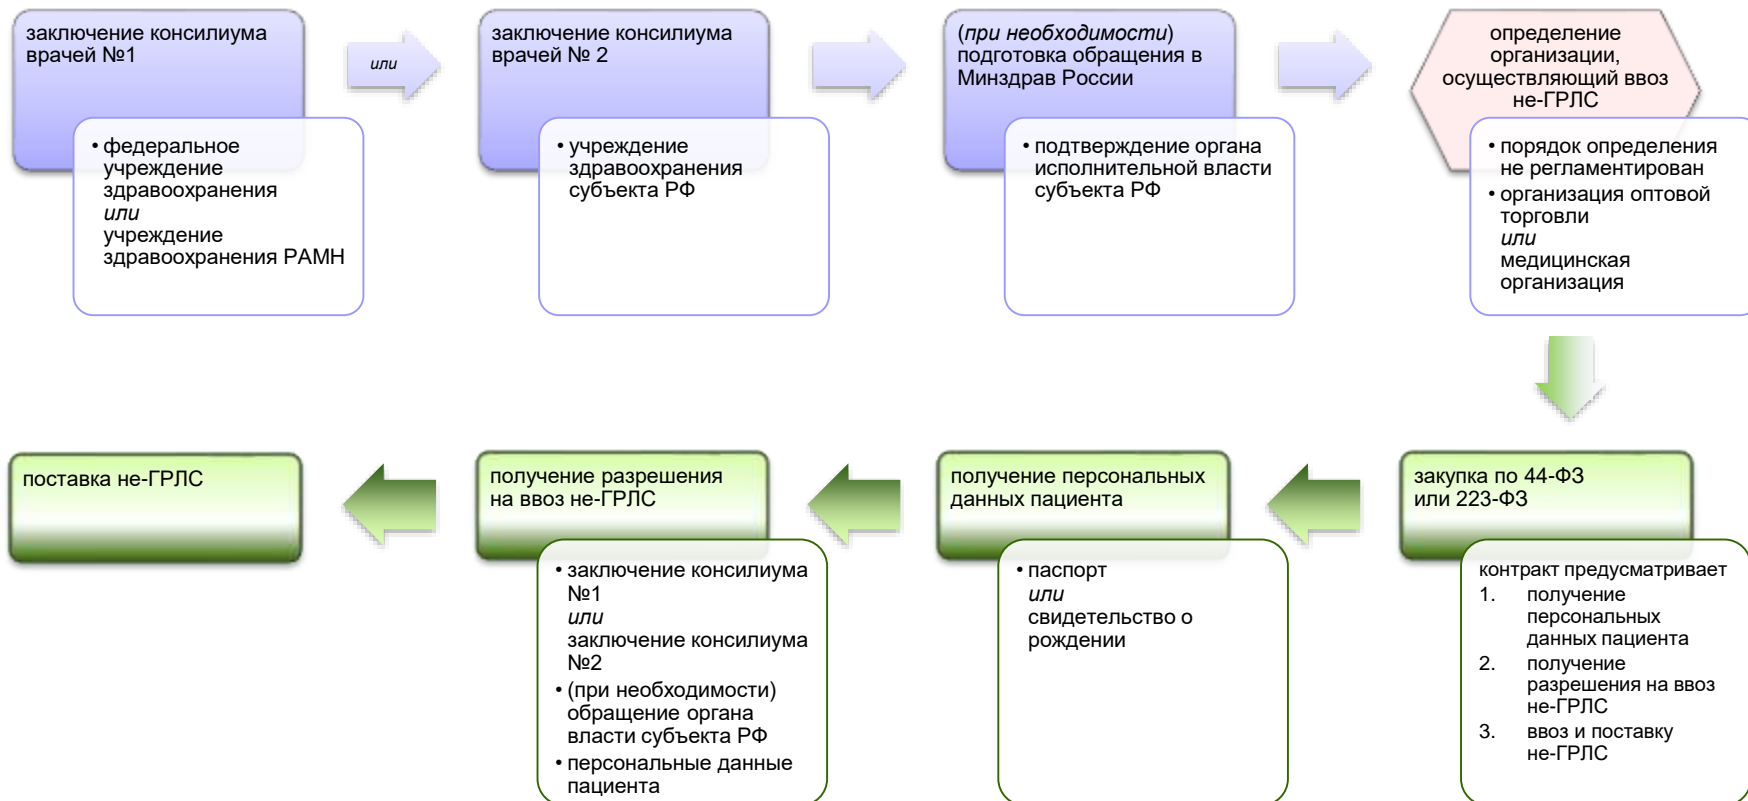 заключение консилиума
врачей №1
• федеральное
учреждение
здравоохранения
или
учреждение
здравоохранения РАМН
или
заключение консилиума
врачей № 2
• учреждение
здравоохранения
субъекта РФ
(при необходимости)
подготовка обращения в
Минздрав России
• подтверждение органа
исполнительной власти
субъекта РФ
определение
организации,
осуществляющий ввоз
не-ГРЛС
• порядок определения
не регламентирован
• организация оптовой
торговли
или
медицинская
организация
закупка по 44-ФЗ
или 223-ФЗ
контракт предусматривает
1. получение
персональных
данных пациента
2. получение
разрешения на ввоз
не-ГРЛС
3. ввоз и поставку
не-ГРЛС
получение персональных
данных пациента
• паспорт
или
свидетельство о
рождении
получение разрешения
на ввоз не-ГРЛС
• заключение консилиума
№1
или
заключение консилиума
№2
• (при необходимости)
обращение органа
власти субъекта РФ
• персональные данные
пациента
поставка не-ГРЛС